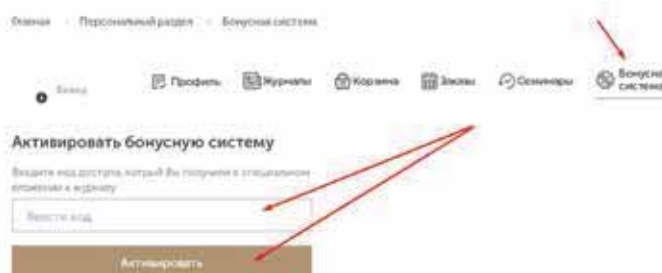 Главная Персональный раздел Бонусная система
Выход Профиль Журналы Корзина Заказы Семинары Бонусная
система
Активировать бонусную систему
Введите код доступа, который Вы получили в специальном
вложении к журналу
Ввести код
Активировать